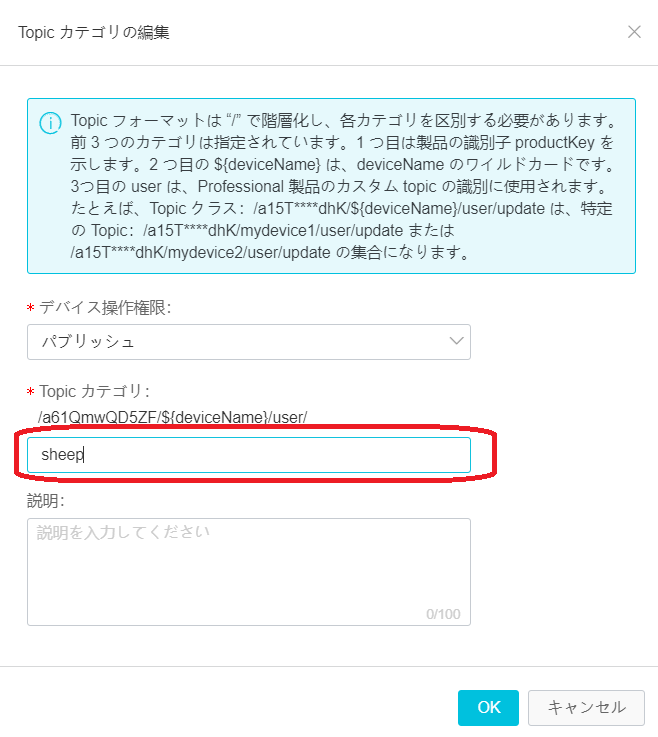 Topic カテゴリの編集
Topic フォーマットは “/” で階層化し、各カテゴリを区別する必要があります。
前 3 つのカテゴリは指定されています。1 つ目は製品の識別子 productKey を
示します。2 つ目の ${deviceName} は、deviceName のワイルドカードです。
3つ目の user は、Professional 製品のカスタム topic の識別に使用されます。
たとえば、Topic クラス：/a15T****dhK/${deviceName}/user/update は、特定
の Topic：/a15T****dhK/mydevice1/user/update または
/a15T****dhK/mydevice2/user/update の集合になります。
* デバイス操作権限:
パブリッシュ
* Topic カテゴリ:
/a61QmwQD5ZF/${deviceName}/user/
sheep
説明:
説明を入力してください
0/100
OK
キャンセル